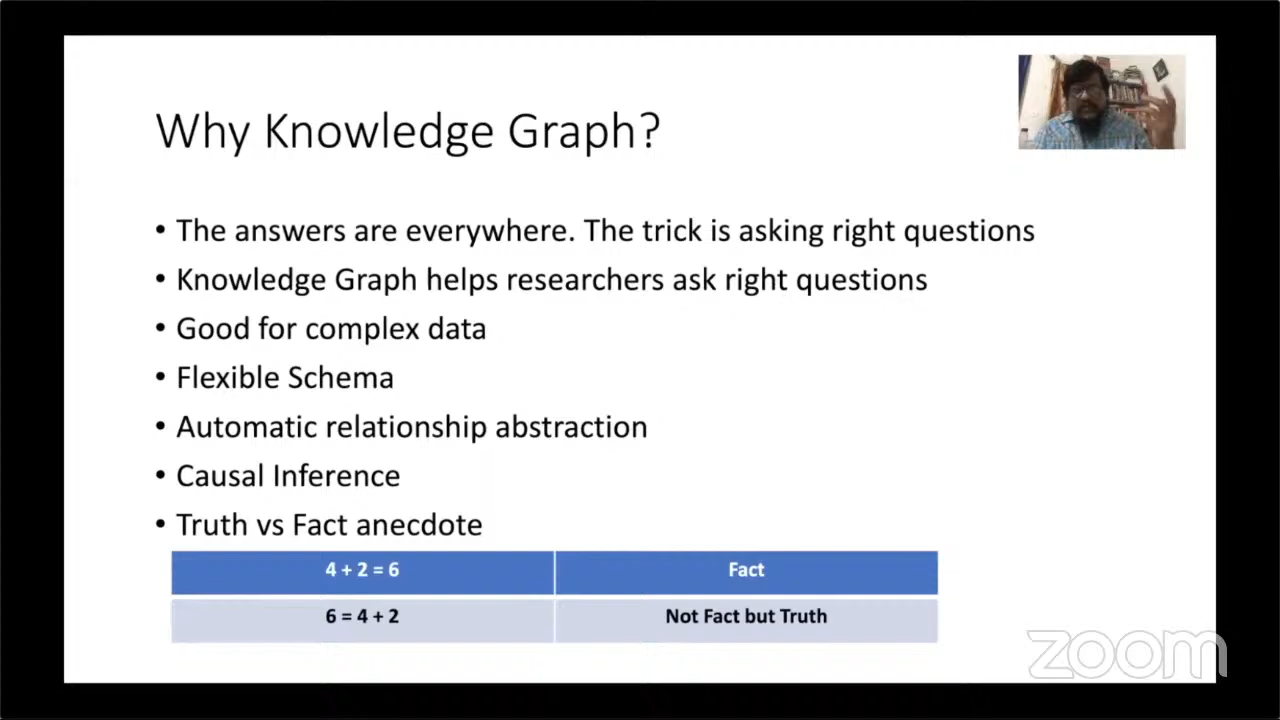 Why Knowledge Graph?
• The answers are everywhere. The trick is asking right questions
• Knowledge Graph helps researchers ask right questions
• Good for complex data
• Flexible Schema
• Automatic relationship abstraction
• Causal Inference
• Truth vs Fact anecdote
4 + 2 = 6 Fact
6 = 4 + 2 Not Fact but Truth
zoom